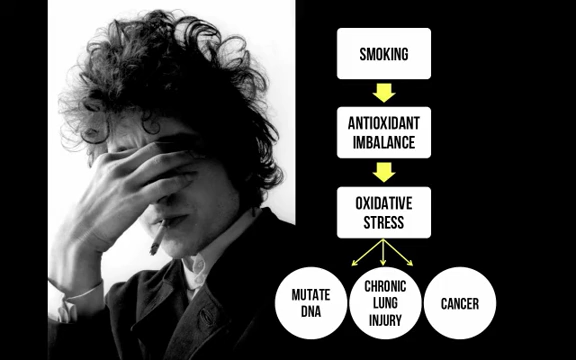 SMOKING
ANTIOXIDANT
IMBALANCE
OXIDATIVE
STRESS
MUTATE
DNA
CHRONIC
LUNG
INJURY
CANCER